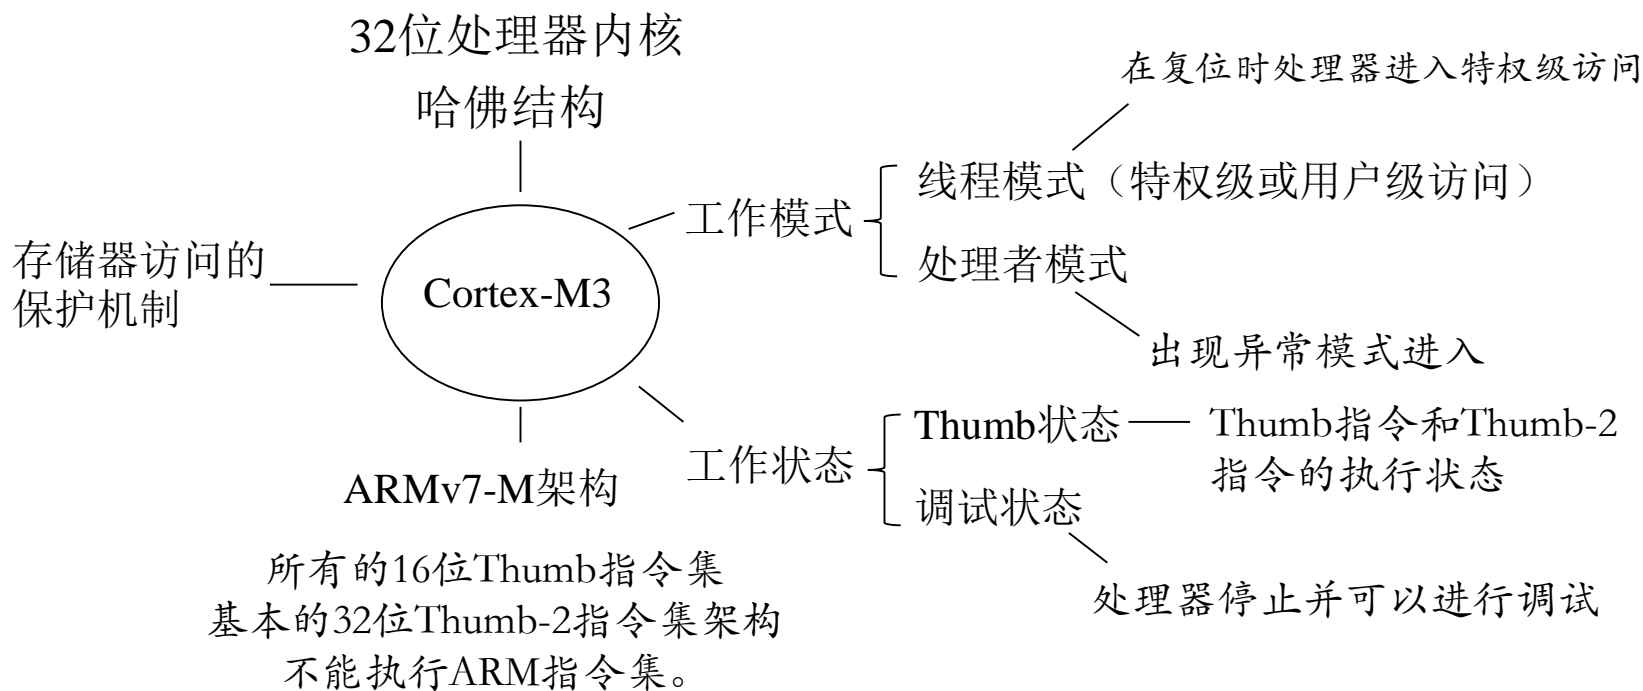 32位处理器内核
哈佛结构
在复位时处理器进入特权级访问
线程模式（特权级或用户级访问）
工作模式
处理者模式
出现异常模式进入
存储器访问的
保护机制
Cortex-M3
Thumb状态
Thumb指令和Thumb-2
指令的执行状态
工作状态
调试状态
处理器停止并可以进行调试
ARMv7-M架构
所有的16位Thumb指令集
基本的32位Thumb-2指令集架构
不能执行ARM指令集。